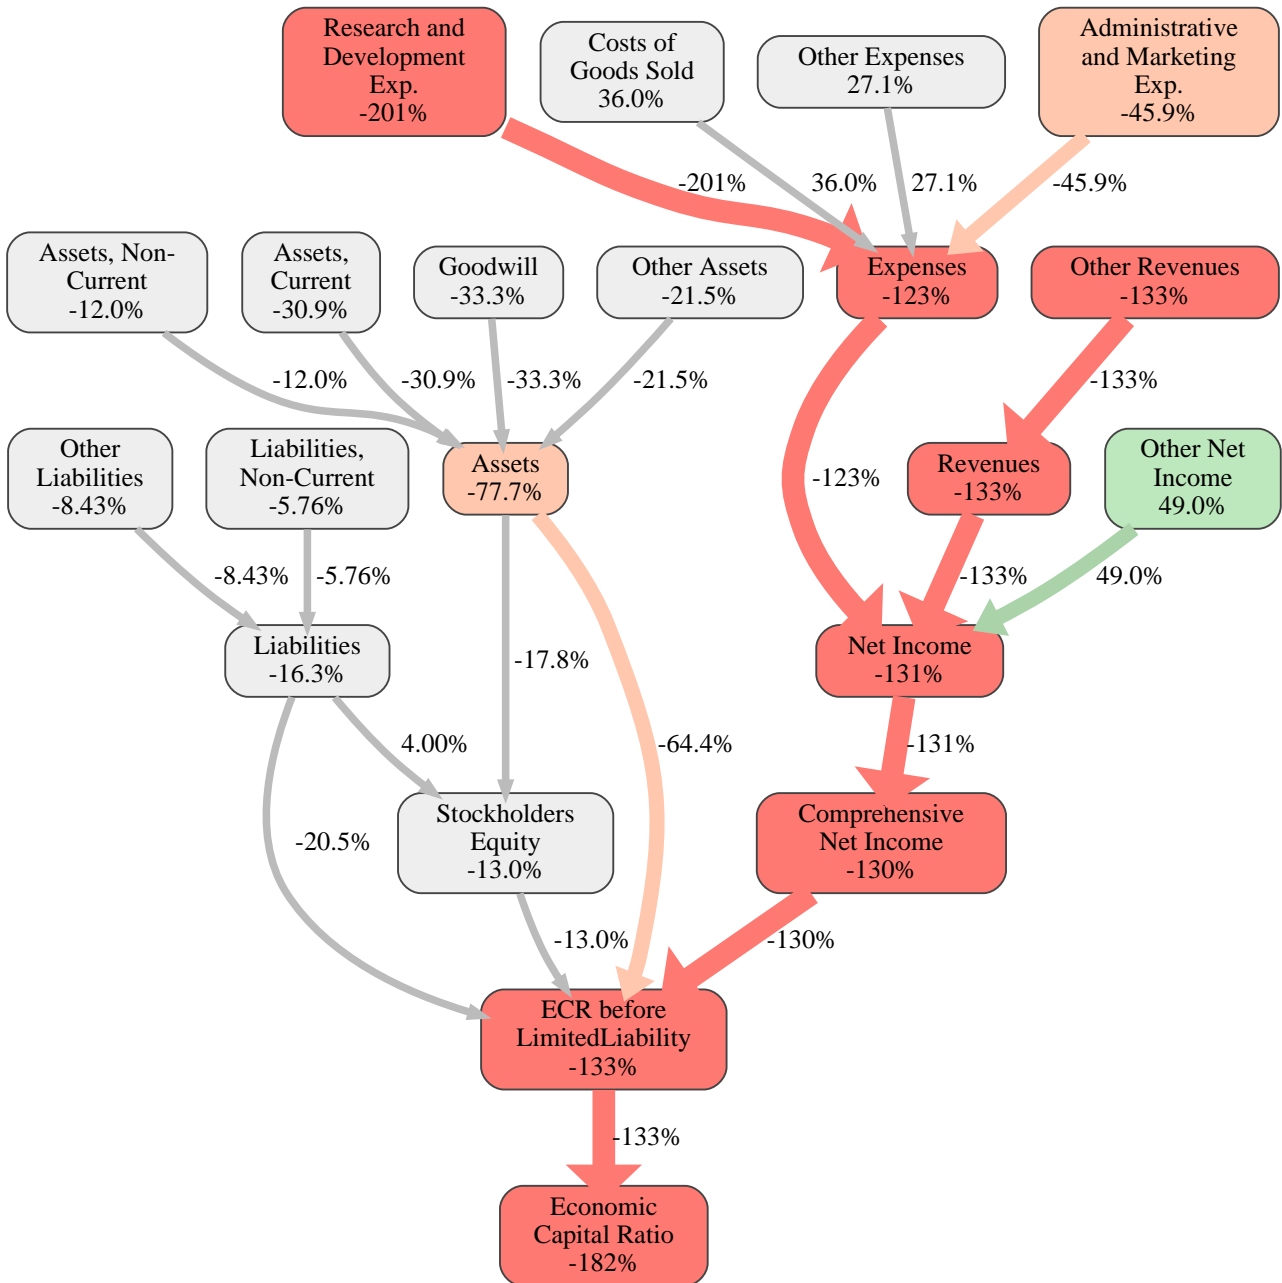 Research and
Development
Exp.
-201%
Costs of
Goods Sold
36.0%
Other Expenses
27.1%
Administrative
and Marketing
Exp.
-45.9%
-201%
36.0%
27.1%
-45.9%
Assets, Non-
Current
-12.0%
Assets,
Current
-30.9%
Goodwill
-33.3%
Other Assets
-21.5%
Expenses
-123%
Other Revenues
-133%
-12.0%
-30.9%
-33.3%
-21.5%
-133%
Other
Liabilities
-8.43%
Liabilities,
Non-Current
-5.76%
Assets
-77.7%
-123%
Revenues
-133%
Other Net
Income
49.0%
-8.43%
-5.76%
-133%
49.0%
Liabilities
-16.3%
-17.8%
Net Income
-131%
4.00%
-64.4%
-131%
-20.5%
Stockholders
Equity
-13.0%
Comprehensive
Net Income
-130%
-13.0%
-130%
ECR before
LimitedLiability
-133%
-133%
Economic
Capital Ratio
-182%